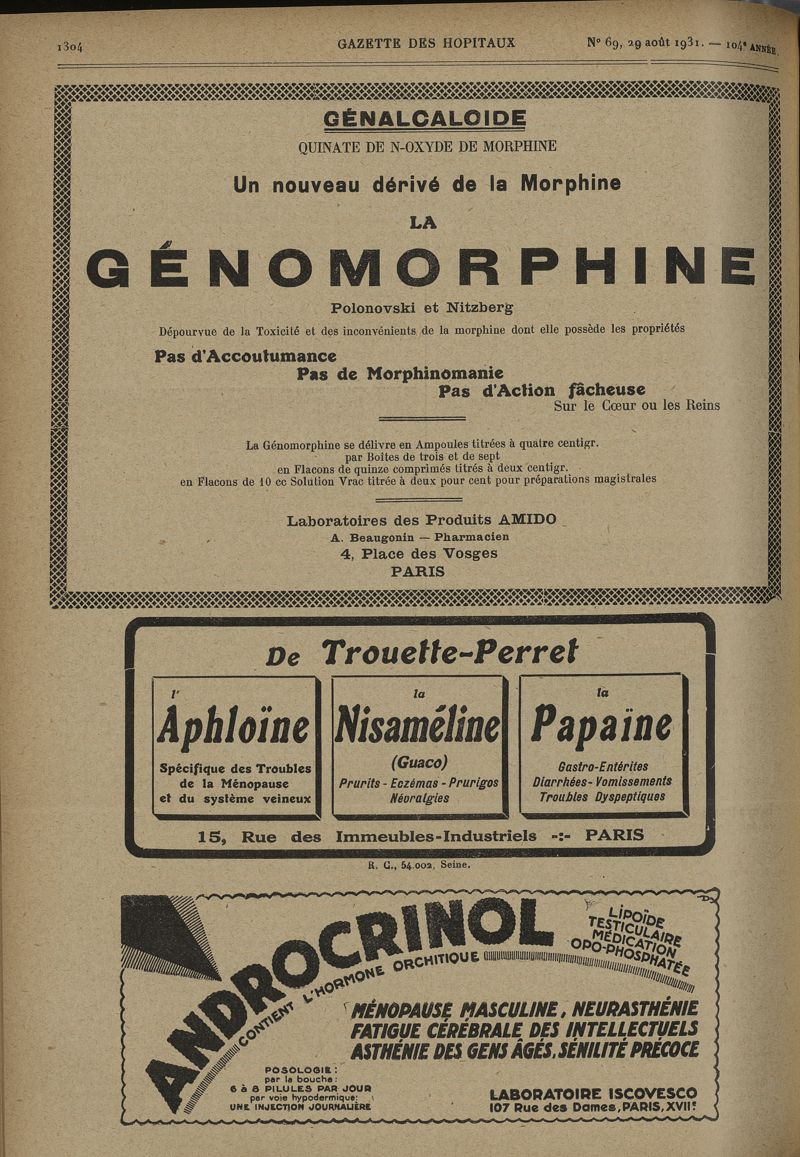 1304
GAZETTE DES HOPITAUX
N° 69, 29 août 1931. — 104e ANNÉE.
GÉNALCALOIDE
QUINATE DE N-OXYDE DE MORPHINE
Un nouveau dérivé de la Morphine
LA
GÉNOMORPHINE
Polonovski et Nitzberg
Dépourvue de la Toxicité et des inconvénients de la morphine dont elle possède les propriétés
Pas d'Accoutumance
Pas de Morphinomanie
Pas d'Action fâcheuse
Sur le Cœur ou les Reins
La Génomorphine se délivre en Ampoules titrées à quatre centigr.
par Boîtes de trois et de sept
en Flacons de quinze comprimés titrés à deux centigr.
en Flacons de 10 cc Solution Vrac titrée à deux pour cent pour préparations magistrales
Laboratoires des Produits AMIDO
A. Beaugonin — Pharmacien
4, Place des Vosges
PARIS
De Trouette-Perret
l'
Aphloïne
Spécifique des Troubles
de la Ménopause
et du système veineux
la
Nisaméline
(Guaco)
Prurits - Eczémas - Prurigos
Névralgies
la
Papaïne
Gastro-Entérites
Diarrhées - Vomissements
Troubles Dyspeptiques
15, Rue des Immeubles-Industriels -:- PARIS
R. C., 54.002. Seine.
ANDROCRINOL
CONTIENT L'HORMONE ORCHITIQUE
LIPOÏDE
TESTICULAIRE
MÉDICATION
OPO-PHOSPHATÉE
MÉNOPAUSE MASCULINE, NEURASTHÉNIE
FATIGUE CÉRÉBRALE DES INTELLECTUELS
ASTHÉNIE DES GENS ÂGÉS, SÉNILITÉ PRÉCOCE
POSOLOGIE:
par la bouche:
6 à 8 PILULES PAR JOUR
par voie hypodermique:
UNE INJECTION JOURNALIÈRE
LABORATOIRE ISCOVESCO
107 Rue des Dames, PARIS, XVIIe